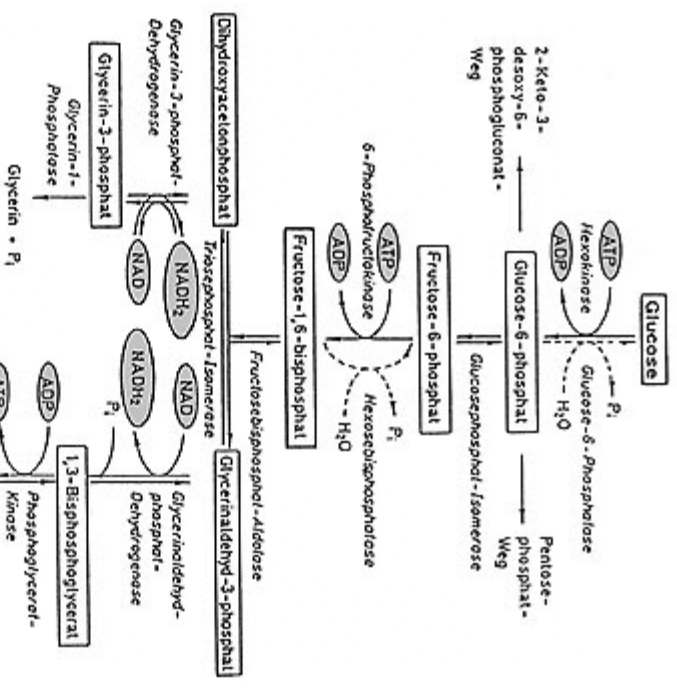 Glucose
ATP
ADP
Hexokinase
Glucose-6-Phosphatase
Pi
H₂O
2-Keto-3-
desoxy-6-
phosphogluconat-
Weg
Glucose-6-phosphat
Pentose-
phosphat-
Weg
Glucosephosphat-Isomerase
Fructose-6-phosphat
ATP
ADP
6-Phosphofructokinase
Hexosebisphosphatase
Pi
H₂O
Fructose-1,6-bisphosphat
Fructosebisphosphat-Aldolase
Dihydroxyacetonphosphat
Triosephosphat-Isomerase
Glycerinaldehyd-3-phosphat
Glycerin-3-phosphat-
Dehydrogenase
NADH₂
NAD
NAD
NADH₂
Pi
Glycerinaldehyd-
phosphat-
Dehydrogenase
Glycerin-3-phosphat
1,3-Bisphosphoglycerat
Glycerin-1-
Phosphatase
ADP
ATP
Phosphoglycerat-
Kinase
Glycerin + Pi